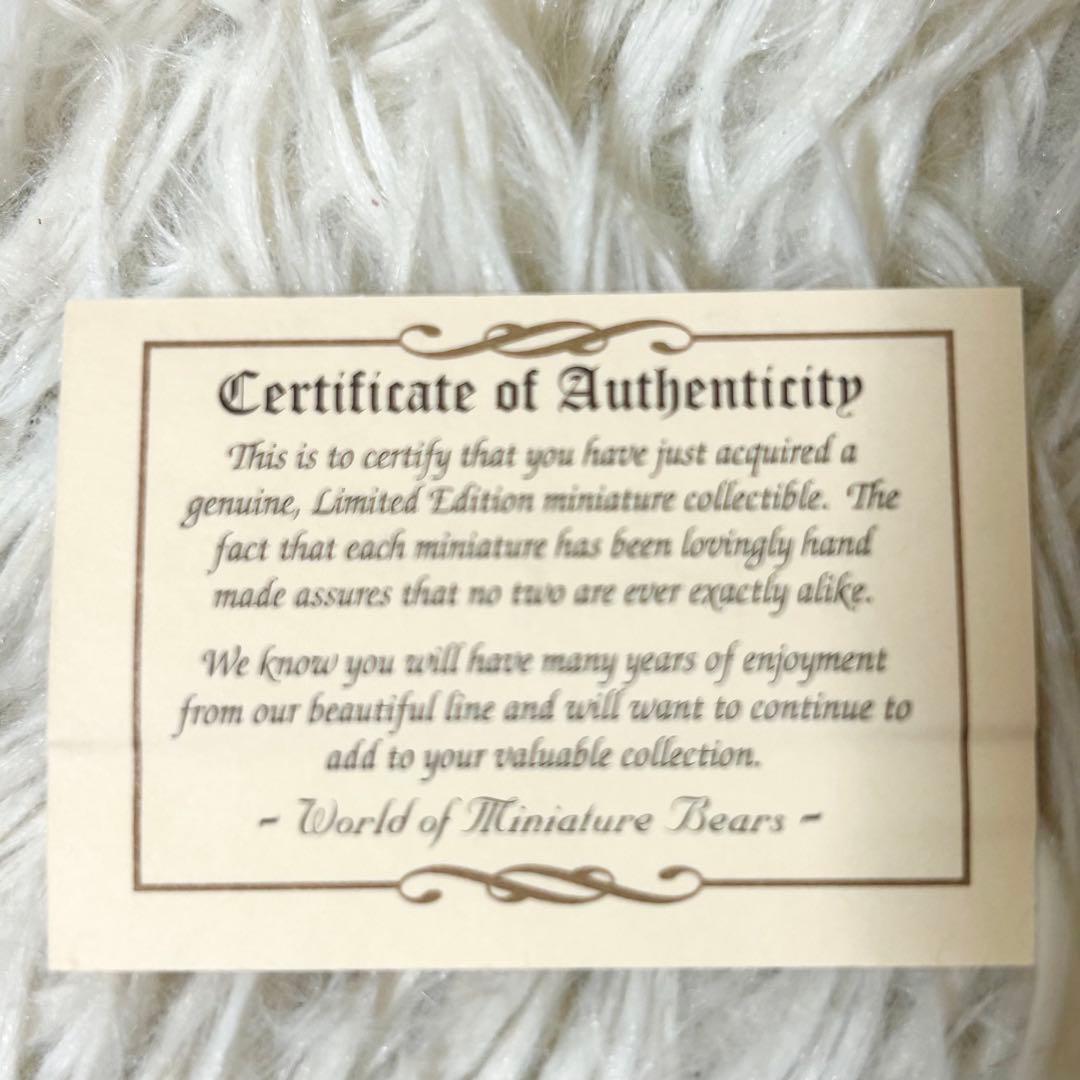 Certificate of Authenticity
This is to certify that you have just acquired a
genuine, Limited Edition miniature collectible. The
fact that each miniature has been lovingly hand
made assures that no two are ever exactly alike.
We know you will have many years of enjoyment
from our beautiful line and will want to continue to
add to your valuable collection.
~ World of Miniature Bears ~